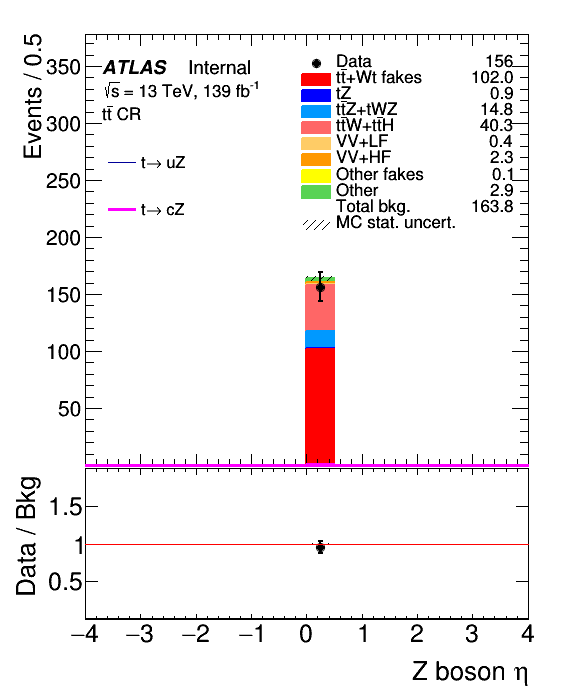 Events / 0.5
350
300
250
200
150
100
50
ATLAS Internal
√s = 13 TeV, 139 fb⁻¹
tt̄ CR
t→ uZ
t→ cZ
Data 156
tt̄+Wt fakes 102.0
tZ 0.9
tt̄Z+tWZ 14.8
tt̄W+tt̄H 40.3
VV+LF 0.4
VV+HF 2.3
Other fakes 0.1
Other 2.9
Total bkg. 163.8
MC stat. uncert.
Data / Bkg
1.5
1
0.5
−4 −3 −2 −1 0 1 2 3 4
Z boson η